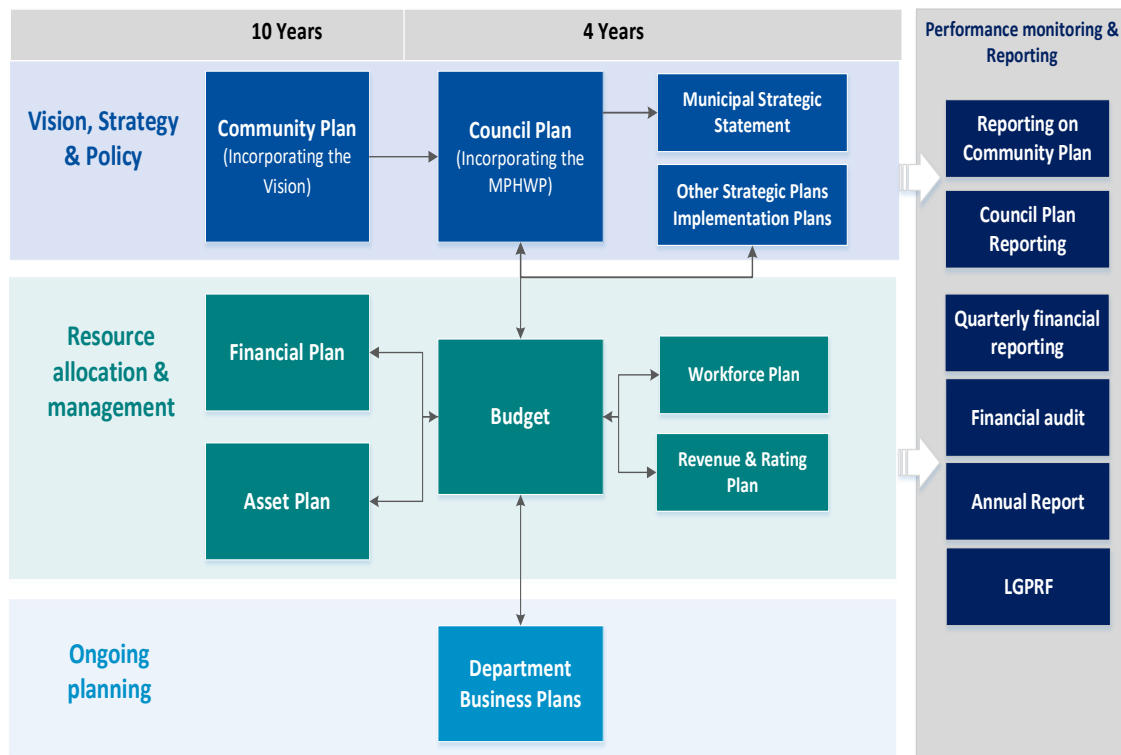 10 Years
4 Years
Performance monitoring &
Reporting
Vision, Strategy
& Policy
Community Plan
(Incorporating the
Vision)
Council Plan
(Incorporating the
MPHWP)
Municipal Strategic
Statement
Other Strategic Plans
Implementation Plans
Reporting on
Community Plan
Council Plan
Reporting
Resource
allocation &
management
Financial Plan
Asset Plan
Budget
Workforce Plan
Revenue & Rating
Plan
Quarterly financial
reporting
Financial audit
Annual Report
LGPRF
Ongoing
planning
Department
Business Plans